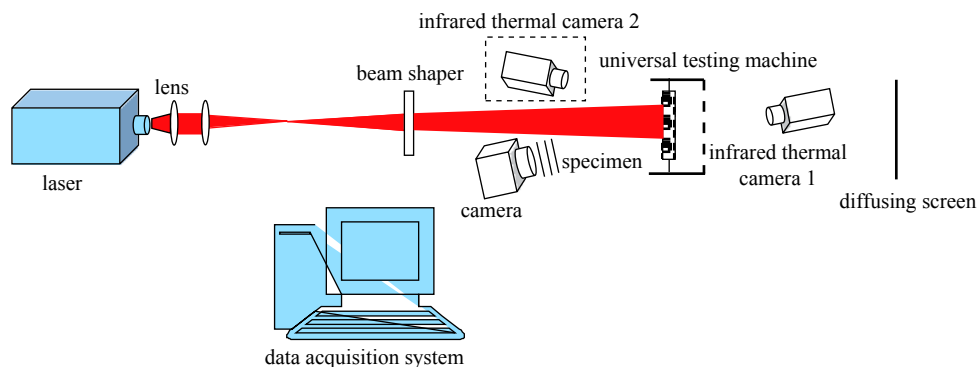 infrared thermal camera 2
universal testing machine
beam shaper
lens
specimen
infrared thermal
camera 1
laser
camera
diffusing screen
data acquisition system